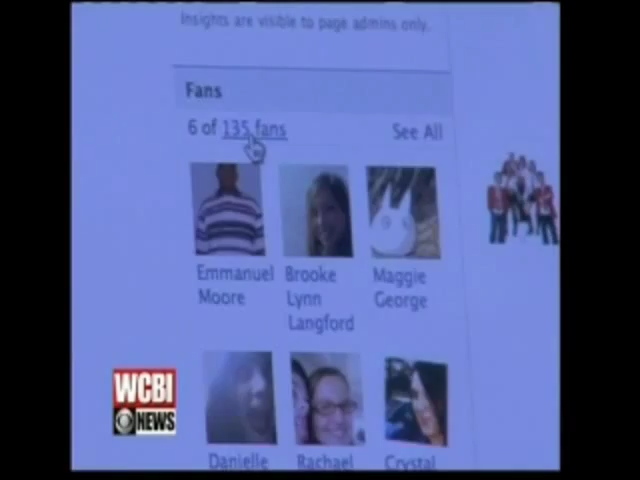 Insights are visible to page admins only.
Fans
6 of 135 fans
See All
Emmanuel
Moore
Brooke
Lynn
Langford
Maggie
George
Danielle
Rachael
Crystal
WCBI
NEWS